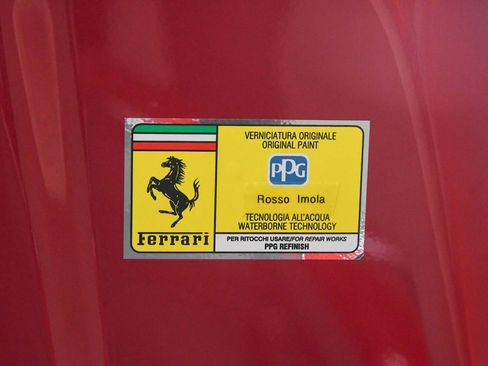 Ferrari
VERNICIATURA ORIGINALE
ORIGINAL PAINT
PPG
Rosso Imola
TECNOLOGIA ALL'ACQUA
WATERBORNE TECHNOLOGY
PER RITOCCHI USARE/FOR REPAIR WORKS
PPG REFINISH